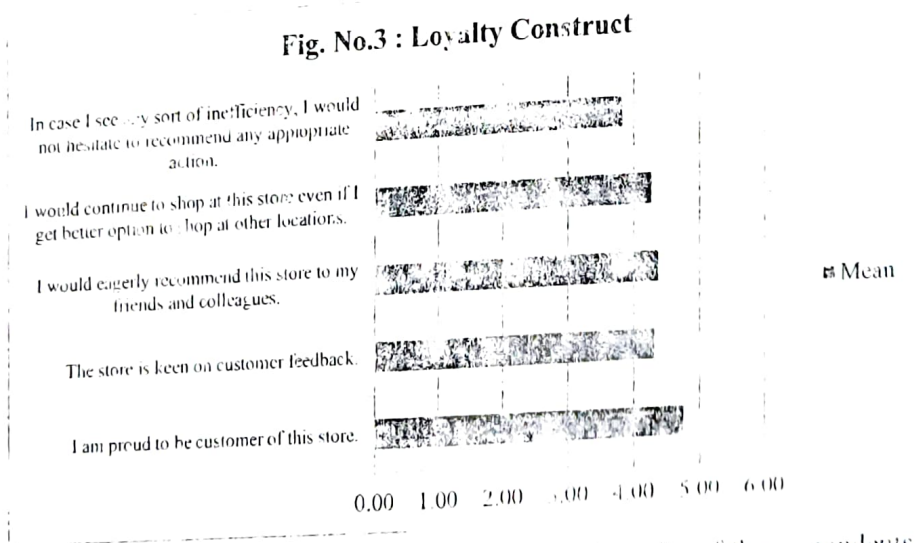 Fig. No.3 : Loyalty Construct
In case I see sort of inefficiency, I would
not hesitate to recommend any appiopriate
action.
I would continue to shop at this store even if I
get better option to shop at other locations.
I would eagerly recommend this store to my
friends and colleagues.
The store is keen on customer feedback.
I am proud to be customer of this store.
Mean
0.00 1.00 2.00 3.00 4.00 5.00 6.00